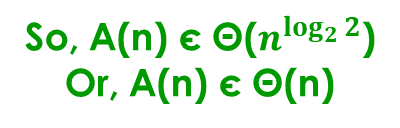 So, A(n) є Θ(n^{log₂ 2})
Or, A(n) є Θ(n)